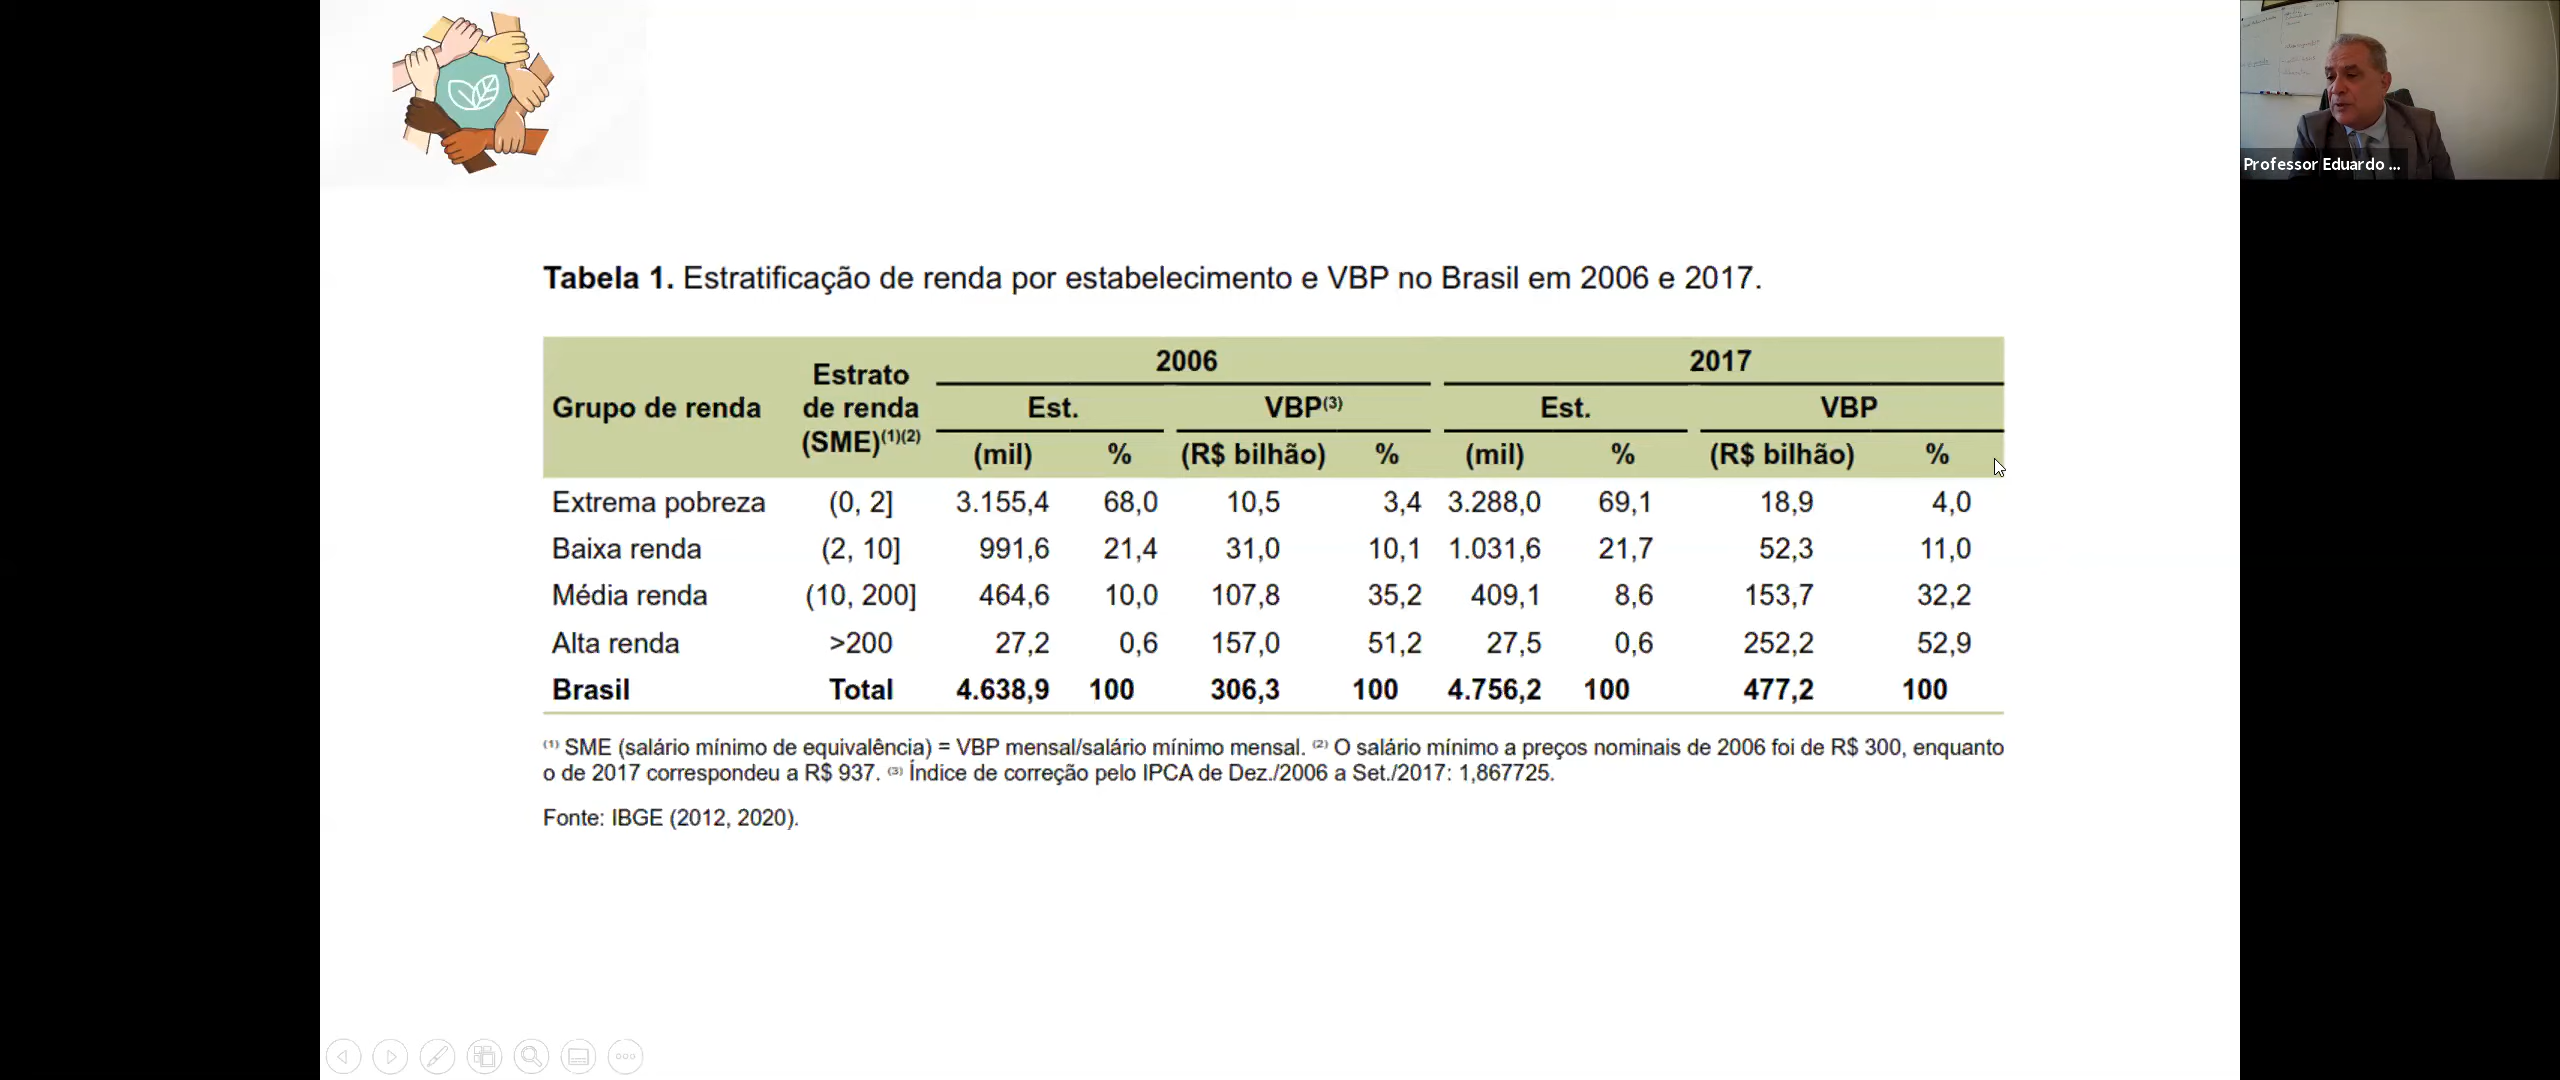 Professor Eduardo ...
Tabela 1. Estratificação de renda por estabelecimento e VBP no Brasil em 2006 e 2017.
Grupo de renda Estrato de renda (SME)(1)(2) 2006 2017
Est. VBP(3) Est. VBP
(mil) % (R$ bilhão) % (mil) % (R$ bilhão) %
Extrema pobreza (0, 2] 3.155,4 68,0 10,5 3,4 3.288,0 69,1 18,9 4,0
Baixa renda (2, 10] 991,6 21,4 31,0 10,1 1.031,6 21,7 52,3 11,0
Média renda (10, 200] 464,6 10,0 107,8 35,2 409,1 8,6 153,7 32,2
Alta renda >200 27,2 0,6 157,0 51,2 27,5 0,6 252,2 52,9
Brasil Total 4.638,9 100 306,3 100 4.756,2 100 477,2 100
(1) SME (salário mínimo de equivalência) = VBP mensal/salário mínimo mensal. (2) O salário mínimo a preços nominais de 2006 foi de R$ 300, enquanto
o de 2017 correspondeu a R$ 937. (3) Índice de correção pelo IPCA de Dez./2006 a Set./2017: 1,867725.
Fonte: IBGE (2012, 2020).